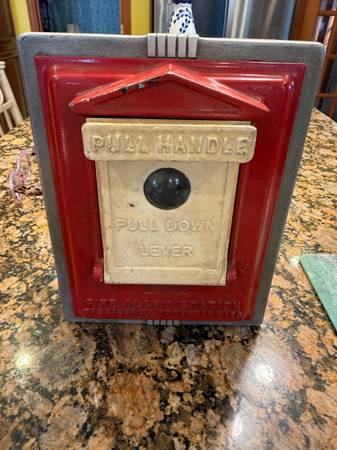 PULL HANDLE
PULL DOWN
LEVER
FIRE ALARM STATION